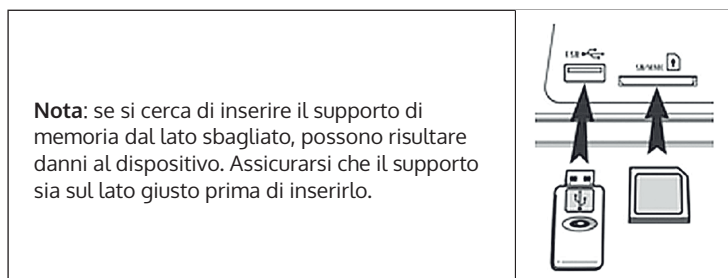 Nota: se si cerca di inserire il supporto di
memoria dal lato sbagliato, possono risultare
danni al dispositivo. Assicurarsi che il supporto
sia sul lato giusto prima di inserirlo.
USB